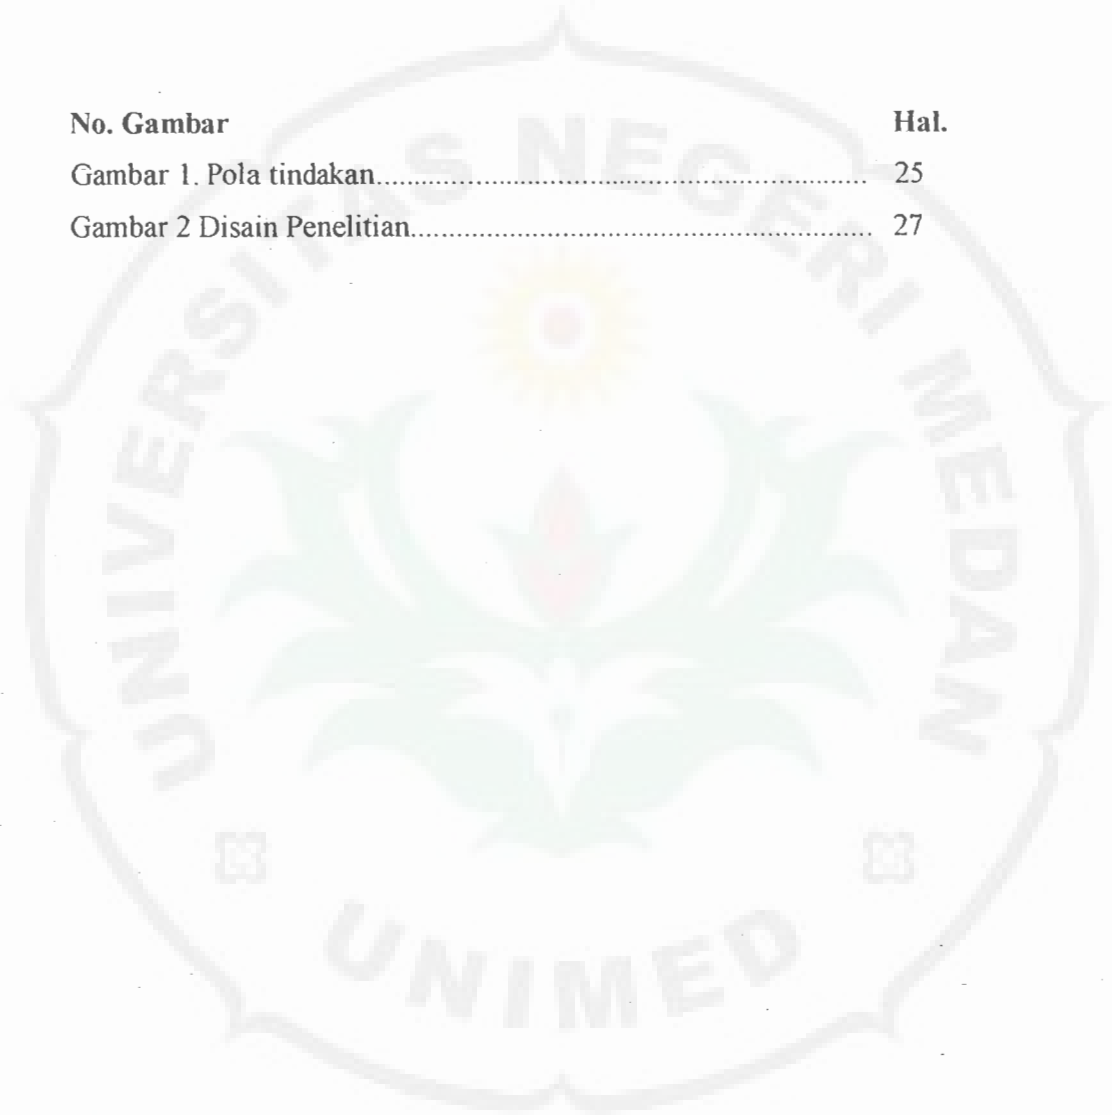 No. Gambar Hal.
Gambar 1. Pola tindakan................................................................ 25
Gambar 2 Disain Penelitian............................................................ 27
UNIVERSITAS NEGERI MEDAN
UNIMED